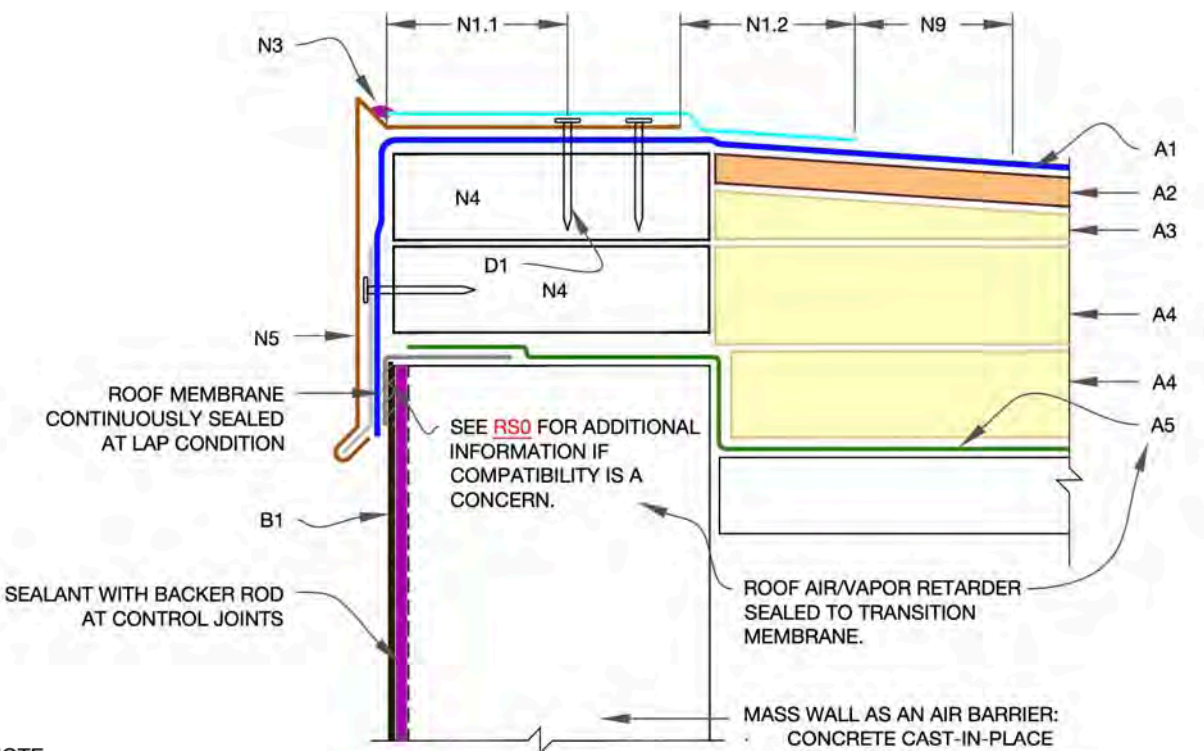 N1.1
N1.2
N9
N3
A1
A2
N4
A3
D1
N4
A4
N5
A4
ROOF MEMBRANE
CONTINUOUSLY SEALED
AT LAP CONDITION
SEE RS0 FOR ADDITIONAL
INFORMATION IF
COMPATIBILITY IS A
CONCERN.
A5
B1
SEALANT WITH BACKER ROD
AT CONTROL JOINTS
ROOF AIR/VAPOR RETARDER
SEALED TO TRANSITION
MEMBRANE.
MASS WALL AS AN AIR BARRIER:
· CONCRETE CAST-IN-PLACE